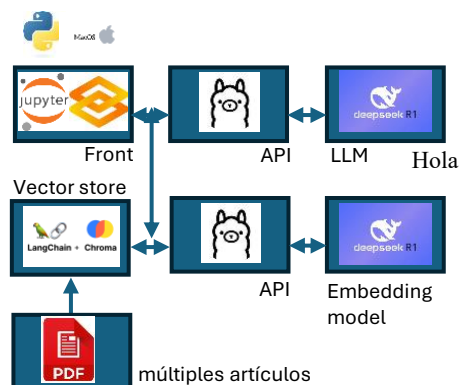 MacOS
jupyter
deepseek R1
Front
API
LLM
Hola
Vector store
LangChain + Chroma
deepseek R1
API
Embedding
model
PDF
múltiples artículos